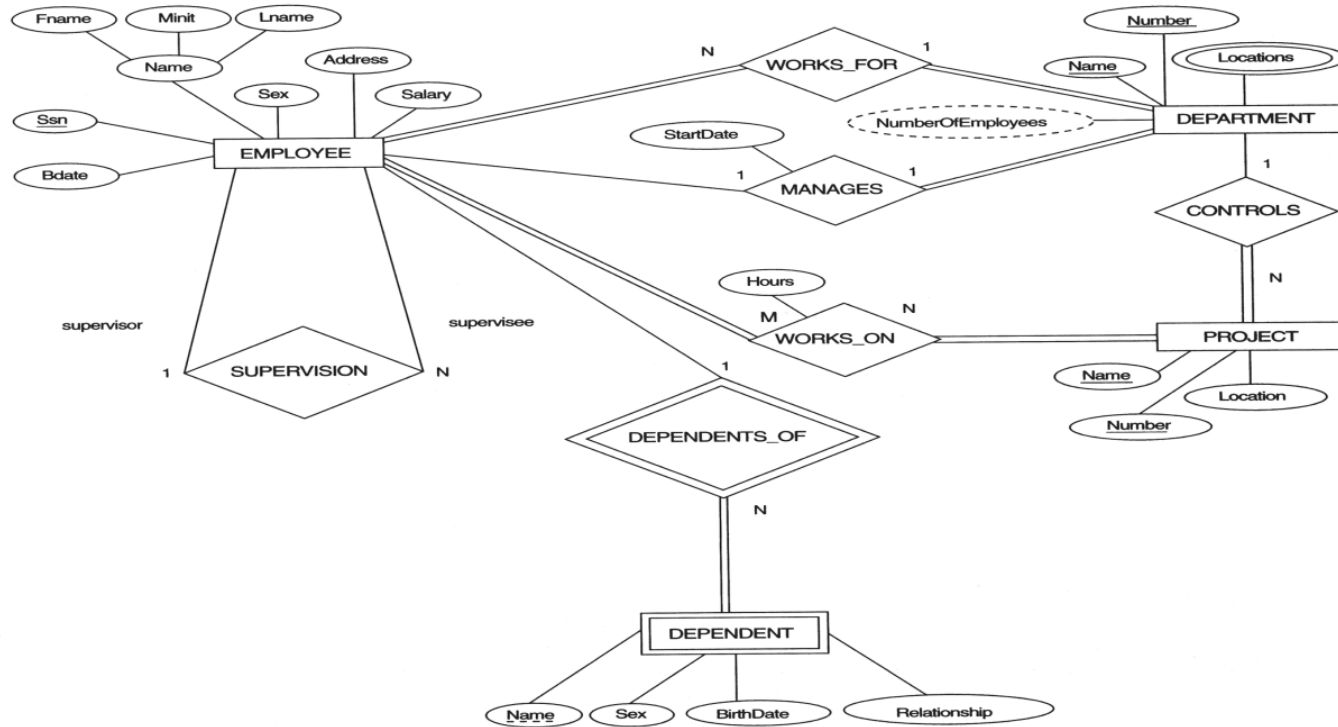 Fname
Minit
Lname
Number
Name
Address
N
WORKS_FOR
1
Name
Locations
Sex
Salary
Ssn
StartDate
NumberOfEmployees
DEPARTMENT
EMPLOYEE
Bdate
1
MANAGES
1
1
CONTROLS
Hours
N
supervisor
supervisee
M
N
WORKS_ON
PROJECT
1
SUPERVISION
N
1
Name
Location
Number
DEPENDENTS_OF
N
DEPENDENT
Name
Sex
BirthDate
Relationship